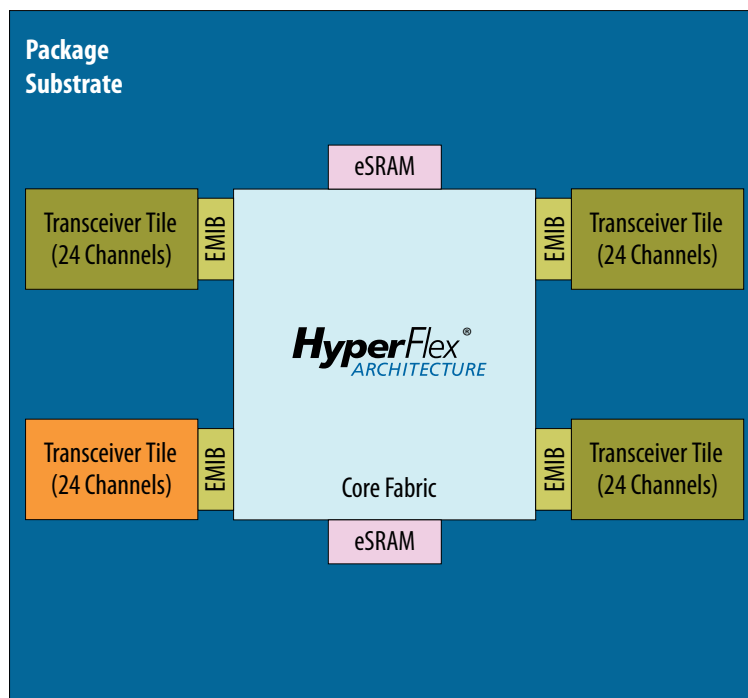 Package
Substrate
eSRAM
Transceiver Tile
(24 Channels)
EMIB
EMIB
Transceiver Tile
(24 Channels)
HyperFlex®
ARCHITECTURE
Transceiver Tile
(24 Channels)
EMIB
Core Fabric
EMIB
Transceiver Tile
(24 Channels)
eSRAM